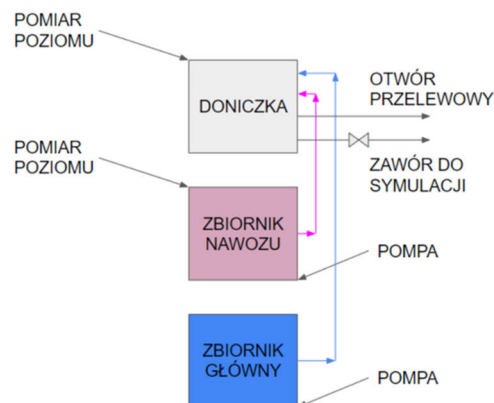 POMIAR
POZIOMU
DONICZKA
OTWÓR
PRZELEWOWY
ZAWÓR DO
SYMULACJI
POMIAR
POZIOMU
ZBIORNIK
NAWOZU
POMPA
ZBIORNIK
GŁÓWNY
POMPA